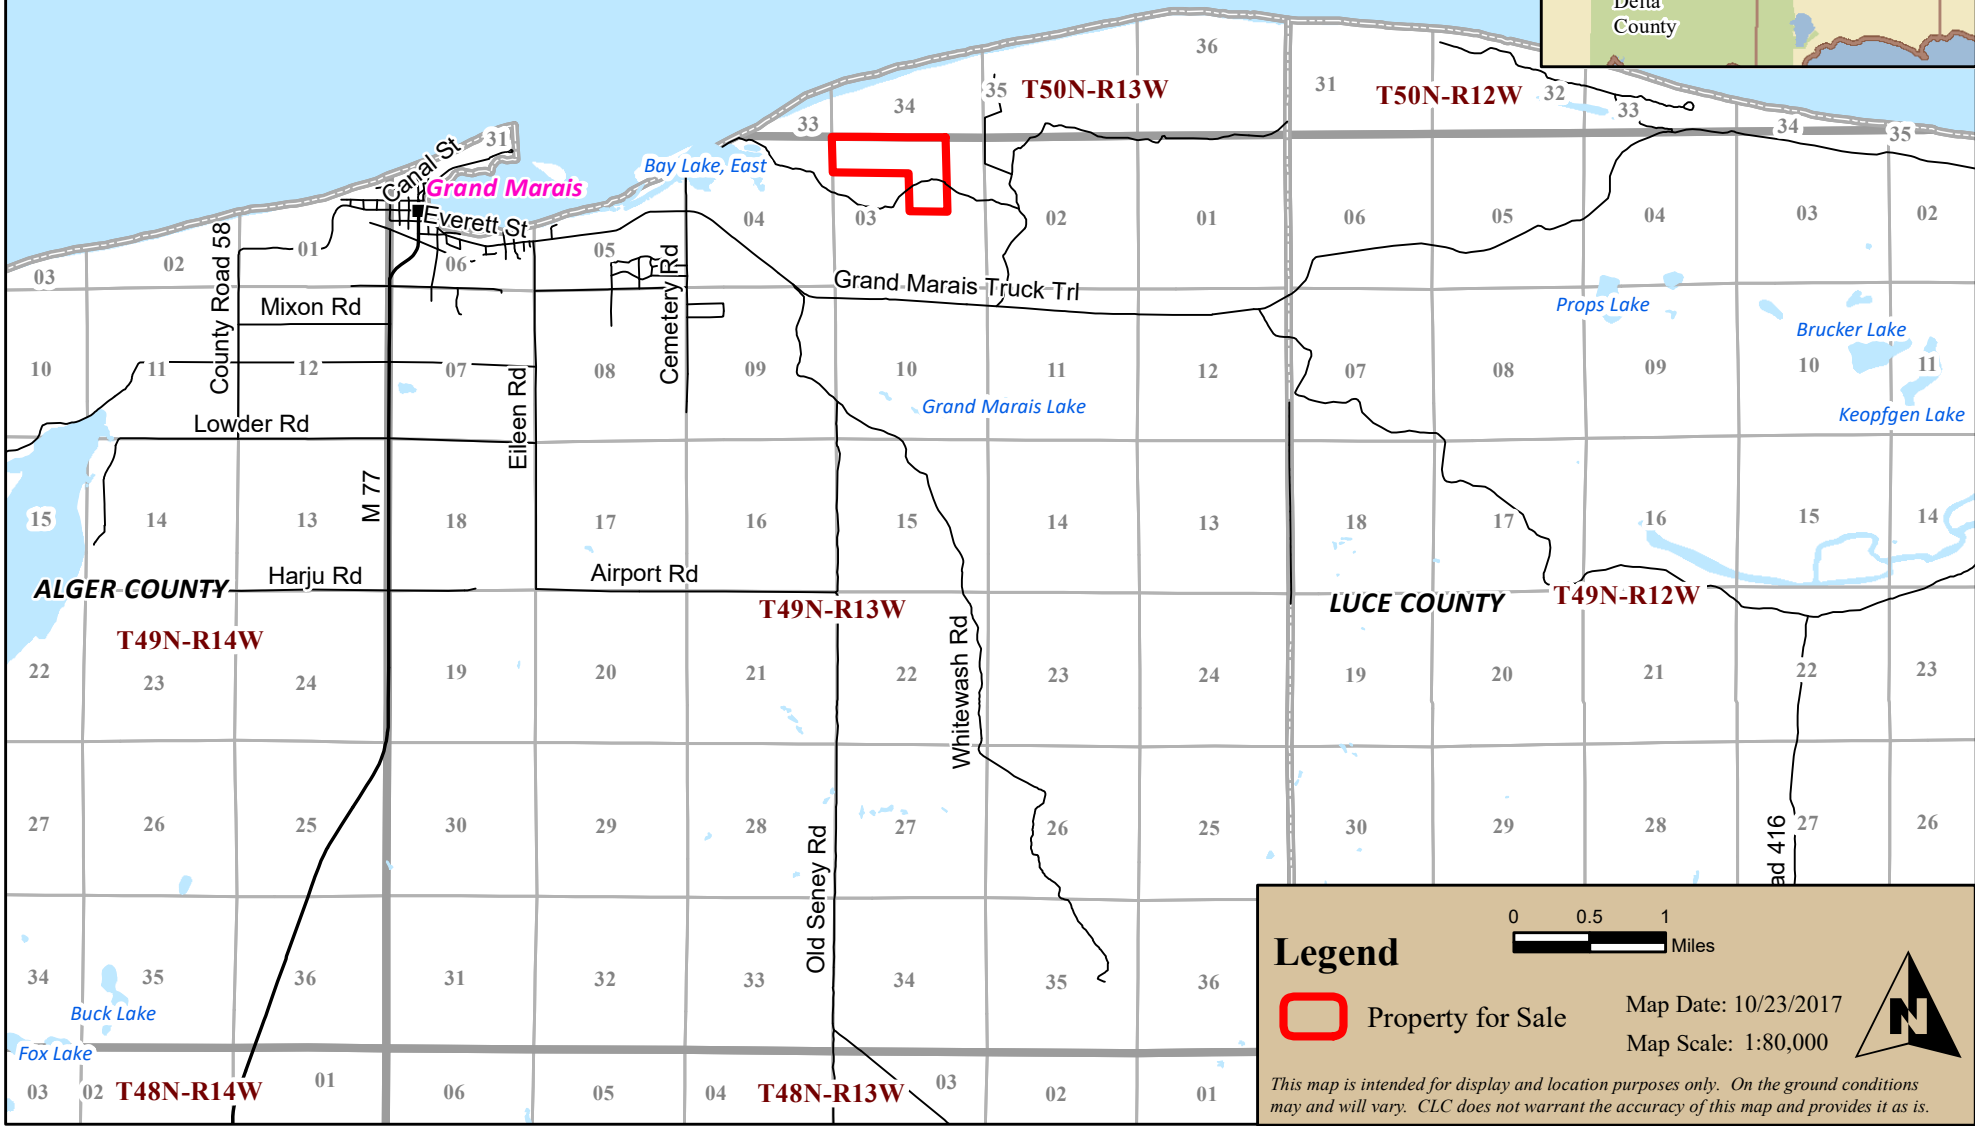 Delta
County
36
31
T50N-R13W
T50N-R12W
35
34
32
33
33
34
35
31
Canal St
Grand Marais
Everett St
Bay Lake, East
04
03
02
01
06
05
04
03
02
03
02
County Road 58
01
06
05
Cemetery Rd
Grand Marais Truck Trl
Mixon Rd
Props Lake
Brucker Lake
10
11
12
07
08
09
10
11
12
07
08
09
10
11
Eileen Rd
Grand Marais Lake
Keopfgen Lake
Lowder Rd
M 77
15
14
13
18
17
16
15
14
13
18
17
16
15
14
ALGER COUNTY
Harju Rd
Airport Rd
T49N-R13W
LUCE COUNTY
T49N-R12W
T49N-R14W
Whitewash Rd
22
23
24
19
20
21
22
23
24
19
20
21
22
23
27
26
25
30
29
28
27
26
25
30
29
28
27
26
Old Seney Rd
ad 416
34
35
36
31
32
33
34
35
36
Buck Lake
Fox Lake
03
02
T48N-R14W
01
06
05
04
T48N-R13W
03
02
01
0 0.5 1
Miles
Legend
Property for Sale
Map Date: 10/23/2017
Map Scale: 1:80,000
N
This map is intended for display and location purposes only. On the ground conditions
may and will vary. CLC does not warrant the accuracy of this map and provides it as is.